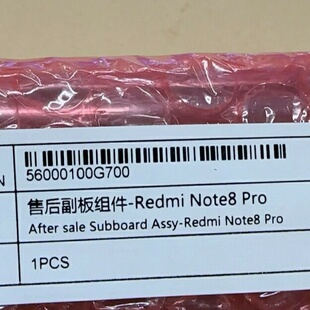 N
56000100G700
售后副板组件-Redmi Note8 Pro
After sale Subboard Assy-Redmi Note8 Pro
1PCS